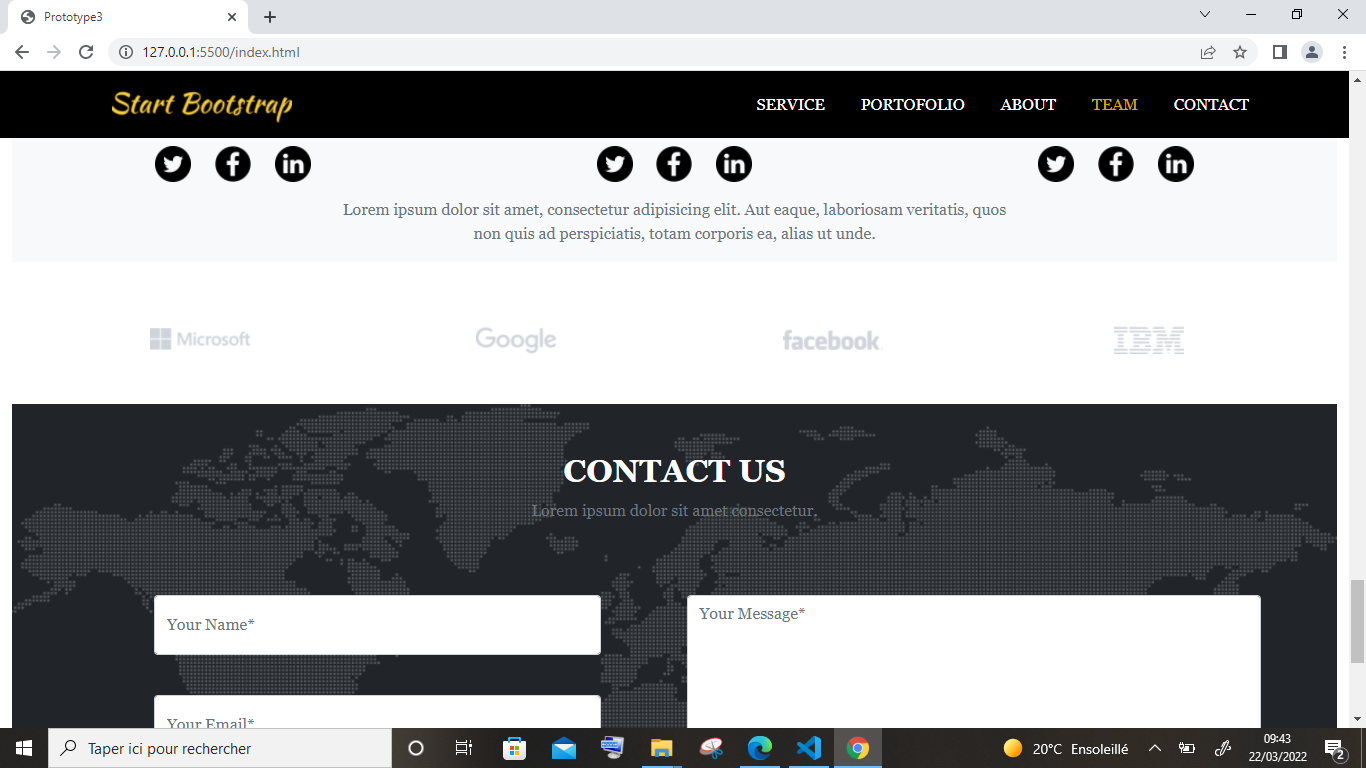 Prototype3
127.0.0.1:5500/index.html
Start Bootstrap
SERVICE PORTOFOLIO ABOUT TEAM CONTACT
Lorem ipsum dolor sit amet, consectetur adipisicing elit. Aut eaque, laboriosam veritatis, quos
non quis ad perspiciatis, totam corporis ea, alias ut unde.
Microsoft Google facebook IBM
CONTACT US
Lorem ipsum dolor sit amet consectetur.
Your Name*
Your Message*
Your Email*
Taper ici pour rechercher
20°C Ensoleillé
09:43
22/03/2022
2